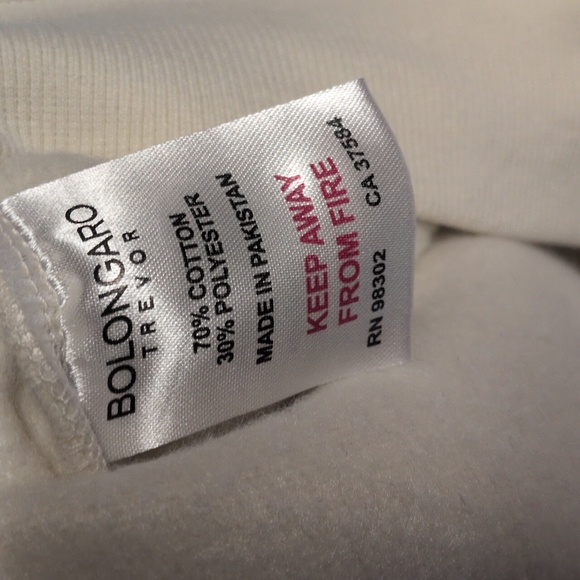 BOLONGARO
TREVOR
70% COTTON
30% POLYESTER
MADE IN PAKISTAN
KEEP AWAY
FROM FIRE
RN 98302 CA 37584